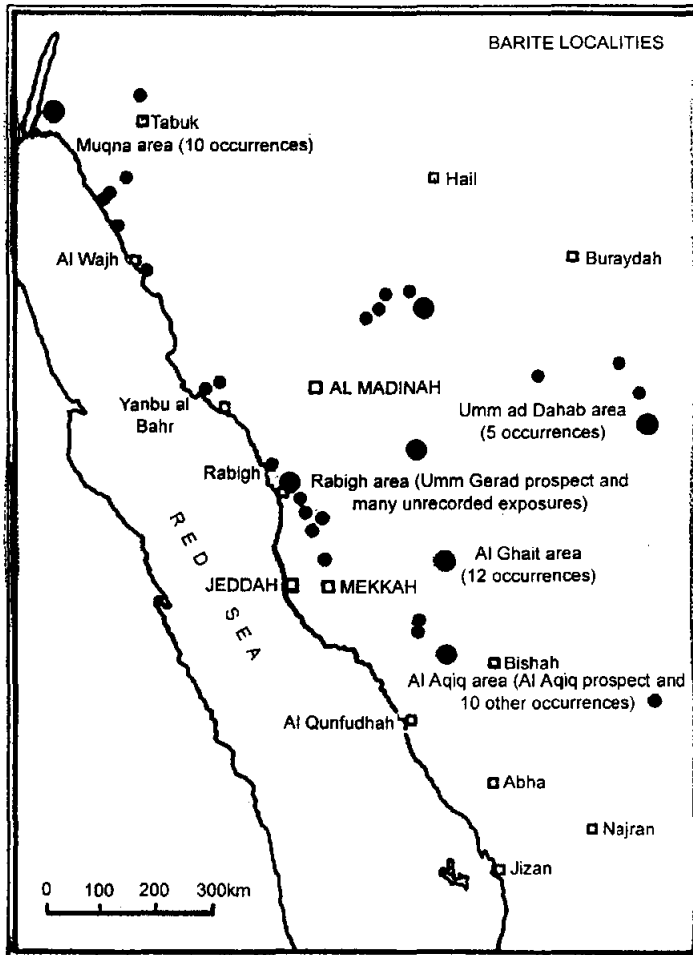 BARITE LOCALITIES
Tabuk
Muqna area (10 occurrences)
Hail
Al Wajh
Buraydah
AL MADINAH
Yanbu al
Bahr
Umm ad Dahab area
(5 occurrences)
Rabigh
Rabigh area (Umm Gerad prospect and
many unrecorded exposures)
RED SEA
Al Ghait area
(12 occurrences)
JEDDAH
MEKKAH
Bishah
Al Aqiq area (Al Aqiq prospect and
10 other occurrences)
Al Qunfudhah
Abha
Najran
Jizan
0 100 200 300km